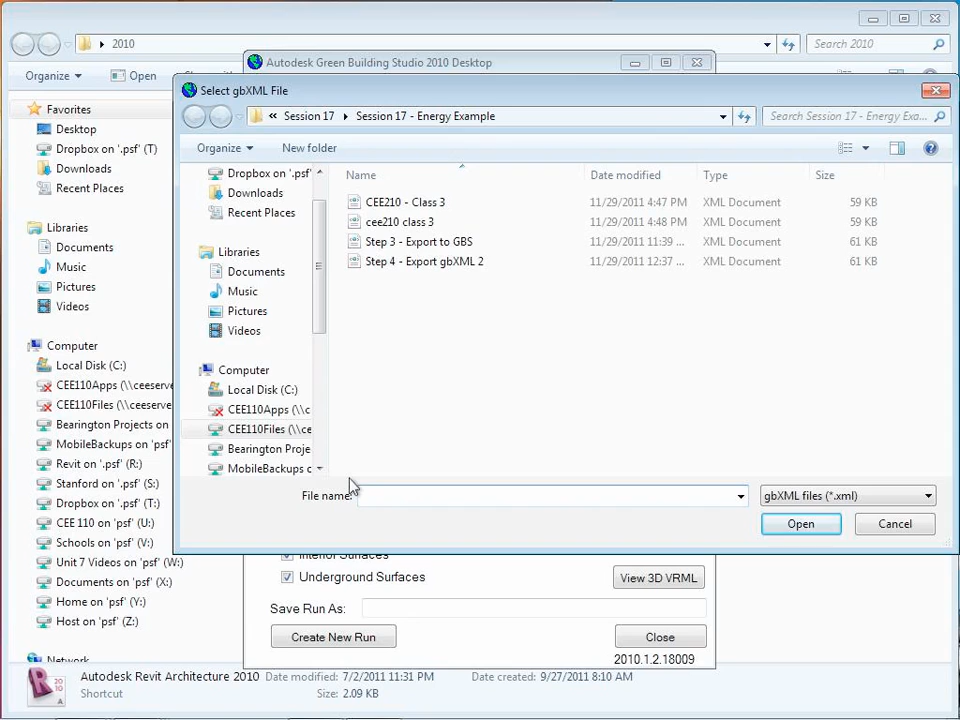 2010
Search 2010
Autodesk Green Building Studio 2010 Desktop
Organize
Open
Select gbXML File
Favorites
Desktop
Dropbox on '.psf' (T)
Downloads
Recent Places
Libraries
Documents
Music
Pictures
Videos
Computer
Local Disk (C:)
CEE110Apps (\\ceeserve
CEE110Files (\\ceeserve
Bearington Projects on
MobileBackups on 'psf'
Revit on '.psf' (R:)
Stanford on '.psf' (S:)
Dropbox on '.psf' (T:)
CEE 110 on 'psf' (U:)
Schools on 'psf' (V:)
Unit 7 Videos on 'psf' (W:)
Documents on 'psf' (X:)
Home on 'psf' (Y:)
Host on 'psf' (Z:)
Network
« Session 17 Session 17 - Energy Example
Search Session 17 - Energy Exa...
Organize
New folder
Dropbox on '.psf'
Downloads
Recent Places
Libraries
Documents
Music
Pictures
Videos
Computer
Local Disk (C:)
CEE110Apps (\\c
CEE110Files (\\ce
Bearington Proje
MobileBackups c
Name Date modified Type Size
CEE210 - Class 3 11/29/2011 4:47 PM XML Document 59 KB
cee210 class 3 11/29/2011 4:48 PM XML Document 59 KB
Step 3 - Export to GBS 11/29/2011 11:39 ... XML Document 61 KB
Step 4 - Export gbXML 2 11/29/2011 12:37 ... XML Document 61 KB
File name:
gbXML files (*.xml)
Open
Cancel
Interior Surfaces
Underground Surfaces
View 3D VRML
Save Run As:
Create New Run
Close
2010.1.2.18009
Autodesk Revit Architecture 2010 Date modified: 7/2/2011 11:31 PM Date created: 9/27/2011 8:10 AM
Shortcut Size: 2.09 KB